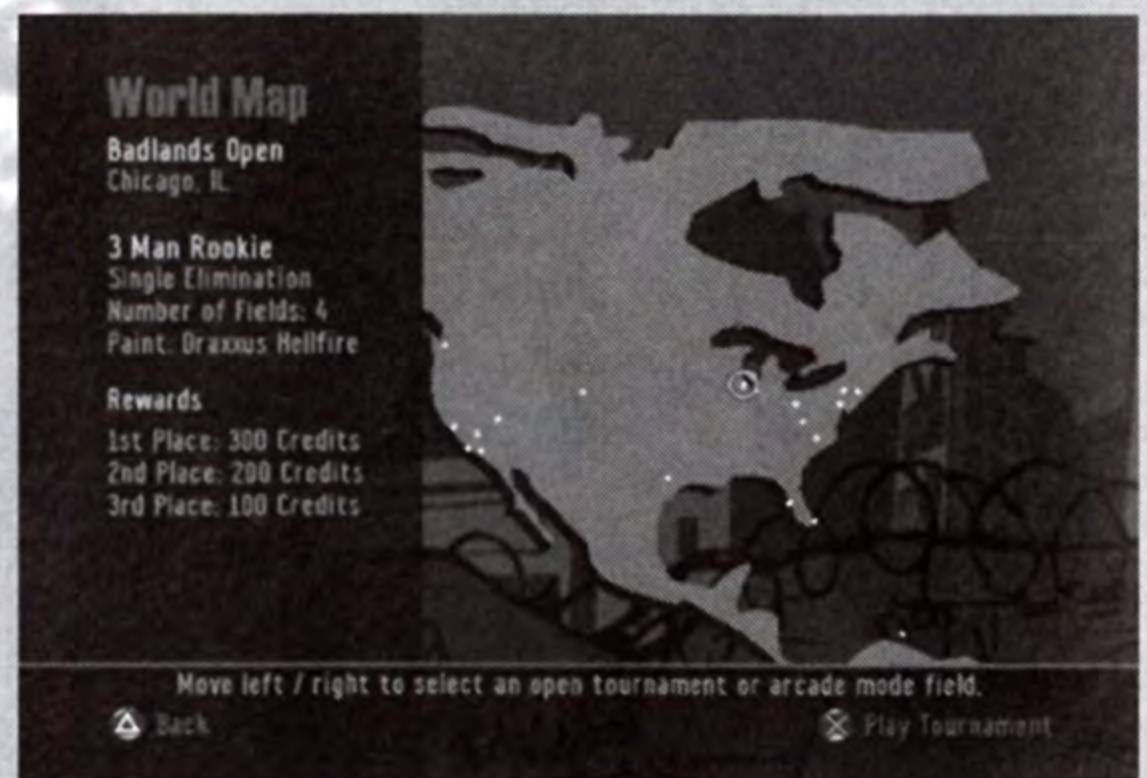 World Map
Badlands Open
Chicago, IL
3 Man Rookie
Single Elimination
Number of Fields: 4
Paint: Draxxus Hellfire
Rewards
1st Place: 300 Credits
2nd Place: 200 Credits
3rd Place: 100 Credits
Move left / right to select an open tournament or arcade mode field.
Back
Play Tournament